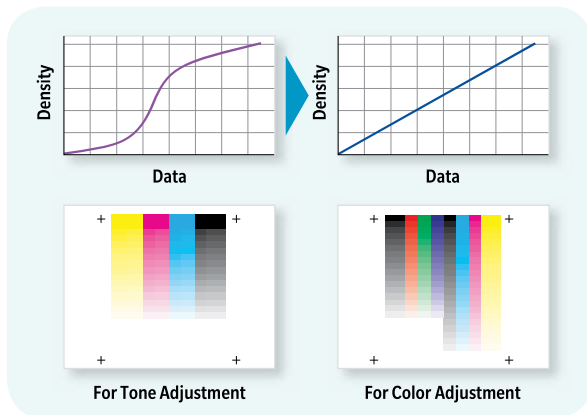 Density
Data
Density
Data
For Tone Adjustment
For Color Adjustment